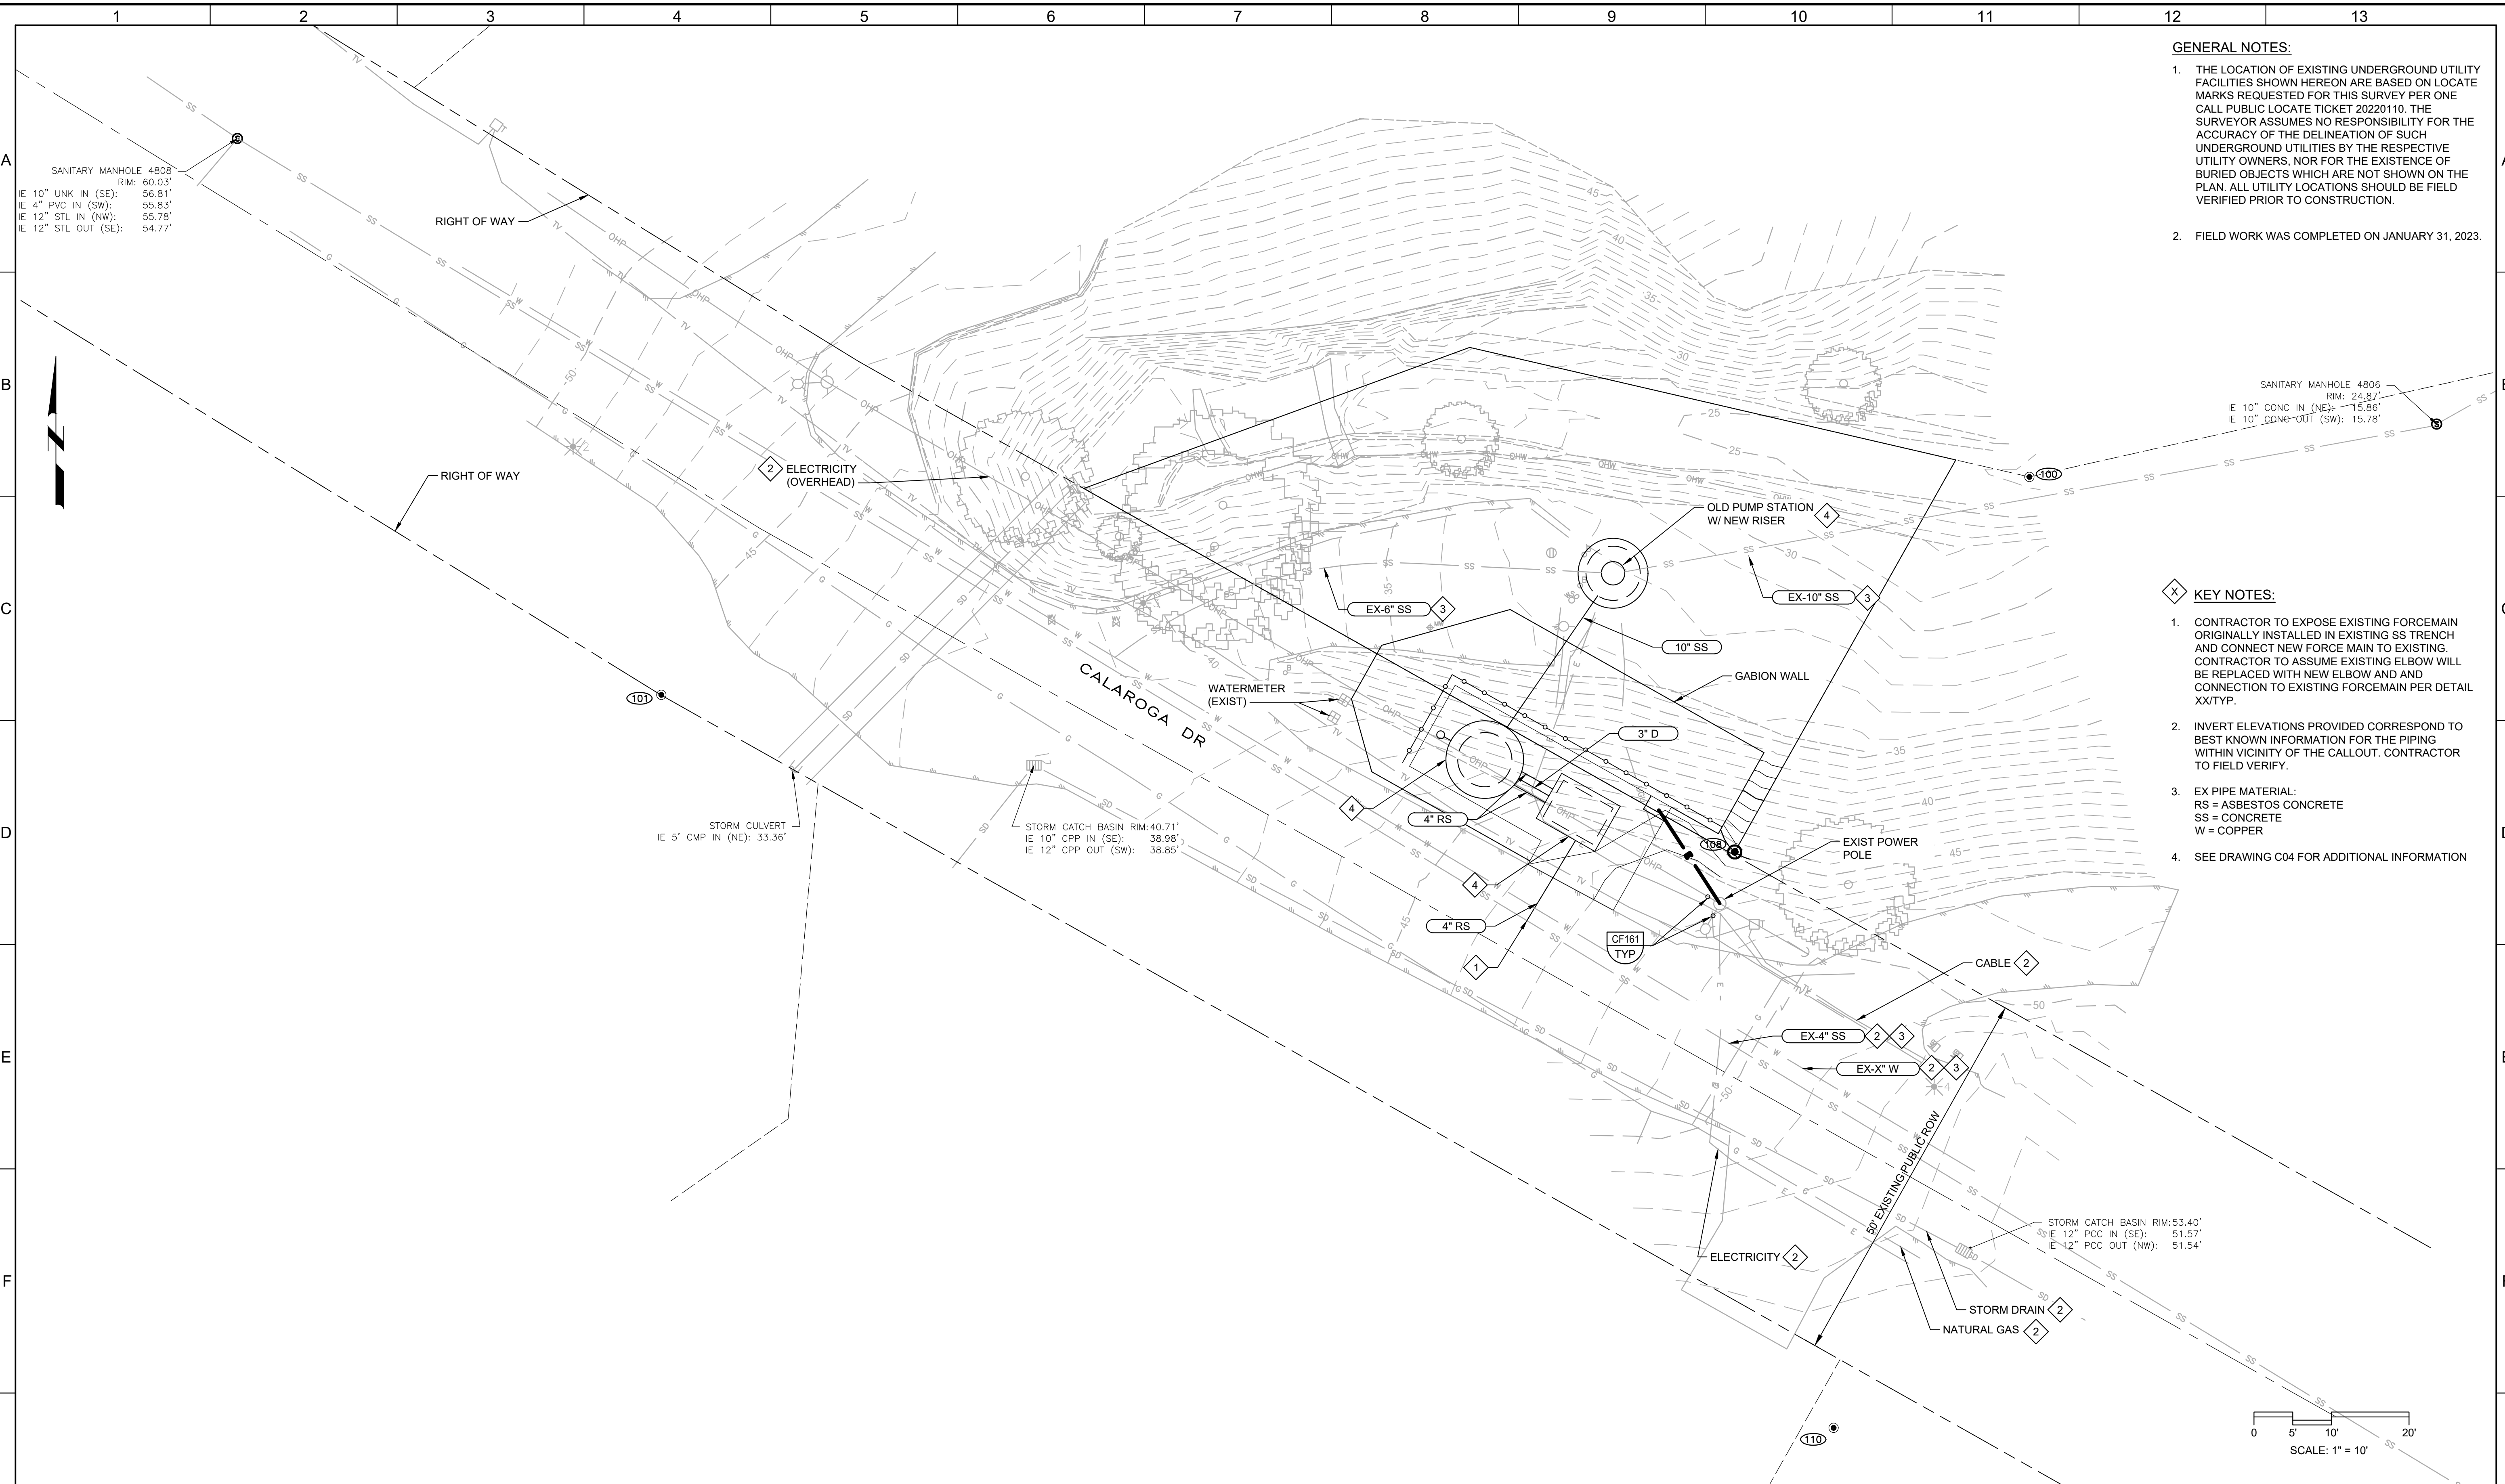 1 2 3 4 5 6 7 8 9 10 11 12 13
A
B
C
D
E
F
GENERAL NOTES:
1. THE LOCATION OF EXISTING UNDERGROUND UTILITY
FACILITIES SHOWN HEREON ARE BASED ON LOCATE
MARKS REQUESTED FOR THIS SURVEY PER ONE
CALL PUBLIC LOCATE TICKET 20220110. THE
SURVEYOR ASSUMES NO RESPONSIBILITY FOR THE
ACCURACY OF THE DELINEATION OF SUCH
UNDERGROUND UTILITIES BY THE RESPECTIVE
UTILITY OWNERS, NOR FOR THE EXISTENCE OF
BURIED OBJECTS WHICH ARE NOT SHOWN ON THE
PLAN. ALL UTILITY LOCATIONS SHOULD BE FIELD
VERIFIED PRIOR TO CONSTRUCTION.
2. FIELD WORK WAS COMPLETED ON JANUARY 31, 2023.
SANITARY MANHOLE 4808
RIM: 60.03'
IE 10" UNK IN (SE): 56.81'
IE 4" PVC IN (SW): 55.83'
IE 12" STL IN (NW): 55.78'
IE 12" STL OUT (SE): 54.77'
RIGHT OF WAY
RIGHT OF WAY
2 ELECTRICITY
(OVERHEAD)
SANITARY MANHOLE 4806
RIM: 24.87'
IE 10" CONC IN (NE): 15.86'
IE 10" CONC OUT (SW): 15.78'
100
OLD PUMP STATION
W/ NEW RISER 4
EX-6" SS 3
EX-10" SS 3
10" SS
GABION WALL
WATERMETER
(EXIST)
CALAROGA DR
101
3" D
4
4" RS
108
EXIST POWER
POLE
STORM CULVERT
IE 5' CMP IN (NE): 33.36'
STORM CATCH BASIN RIM: 40.71'
IE 10" CPP IN (SE): 38.98'
IE 12" CPP OUT (SW): 38.85'
4
4" RS
CF161
TYP
1
CABLE 2
EX-4" SS 2 3
EX-X" W 2 3
50' EXISTING PUBLIC ROW
STORM CATCH BASIN RIM: 53.40'
IE 12" PCC IN (SE): 51.57'
IE 12" PCC OUT (NW): 51.54'
ELECTRICITY 2
STORM DRAIN 2
NATURAL GAS 2
110
X KEY NOTES:
1. CONTRACTOR TO EXPOSE EXISTING FORCEMAIN
ORIGINALLY INSTALLED IN EXISTING SS TRENCH
AND CONNECT NEW FORCE MAIN TO EXISTING.
CONTRACTOR TO ASSUME EXISTING ELBOW WILL
BE REPLACED WITH NEW ELBOW AND AND
CONNECTION TO EXISTING FORCEMAIN PER DETAIL
XX/TYP.
2. INVERT ELEVATIONS PROVIDED CORRESPOND TO
BEST KNOWN INFORMATION FOR THE PIPING
WITHIN VICINITY OF THE CALLOUT. CONTRACTOR
TO FIELD VERIFY.
3. EX PIPE MATERIAL:
RS = ASBESTOS CONCRETE
SS = CONCRETE
W = COPPER
4. SEE DRAWING C04 FOR ADDITIONAL INFORMATION
0 5' 10' 20'
SCALE: 1" = 10'